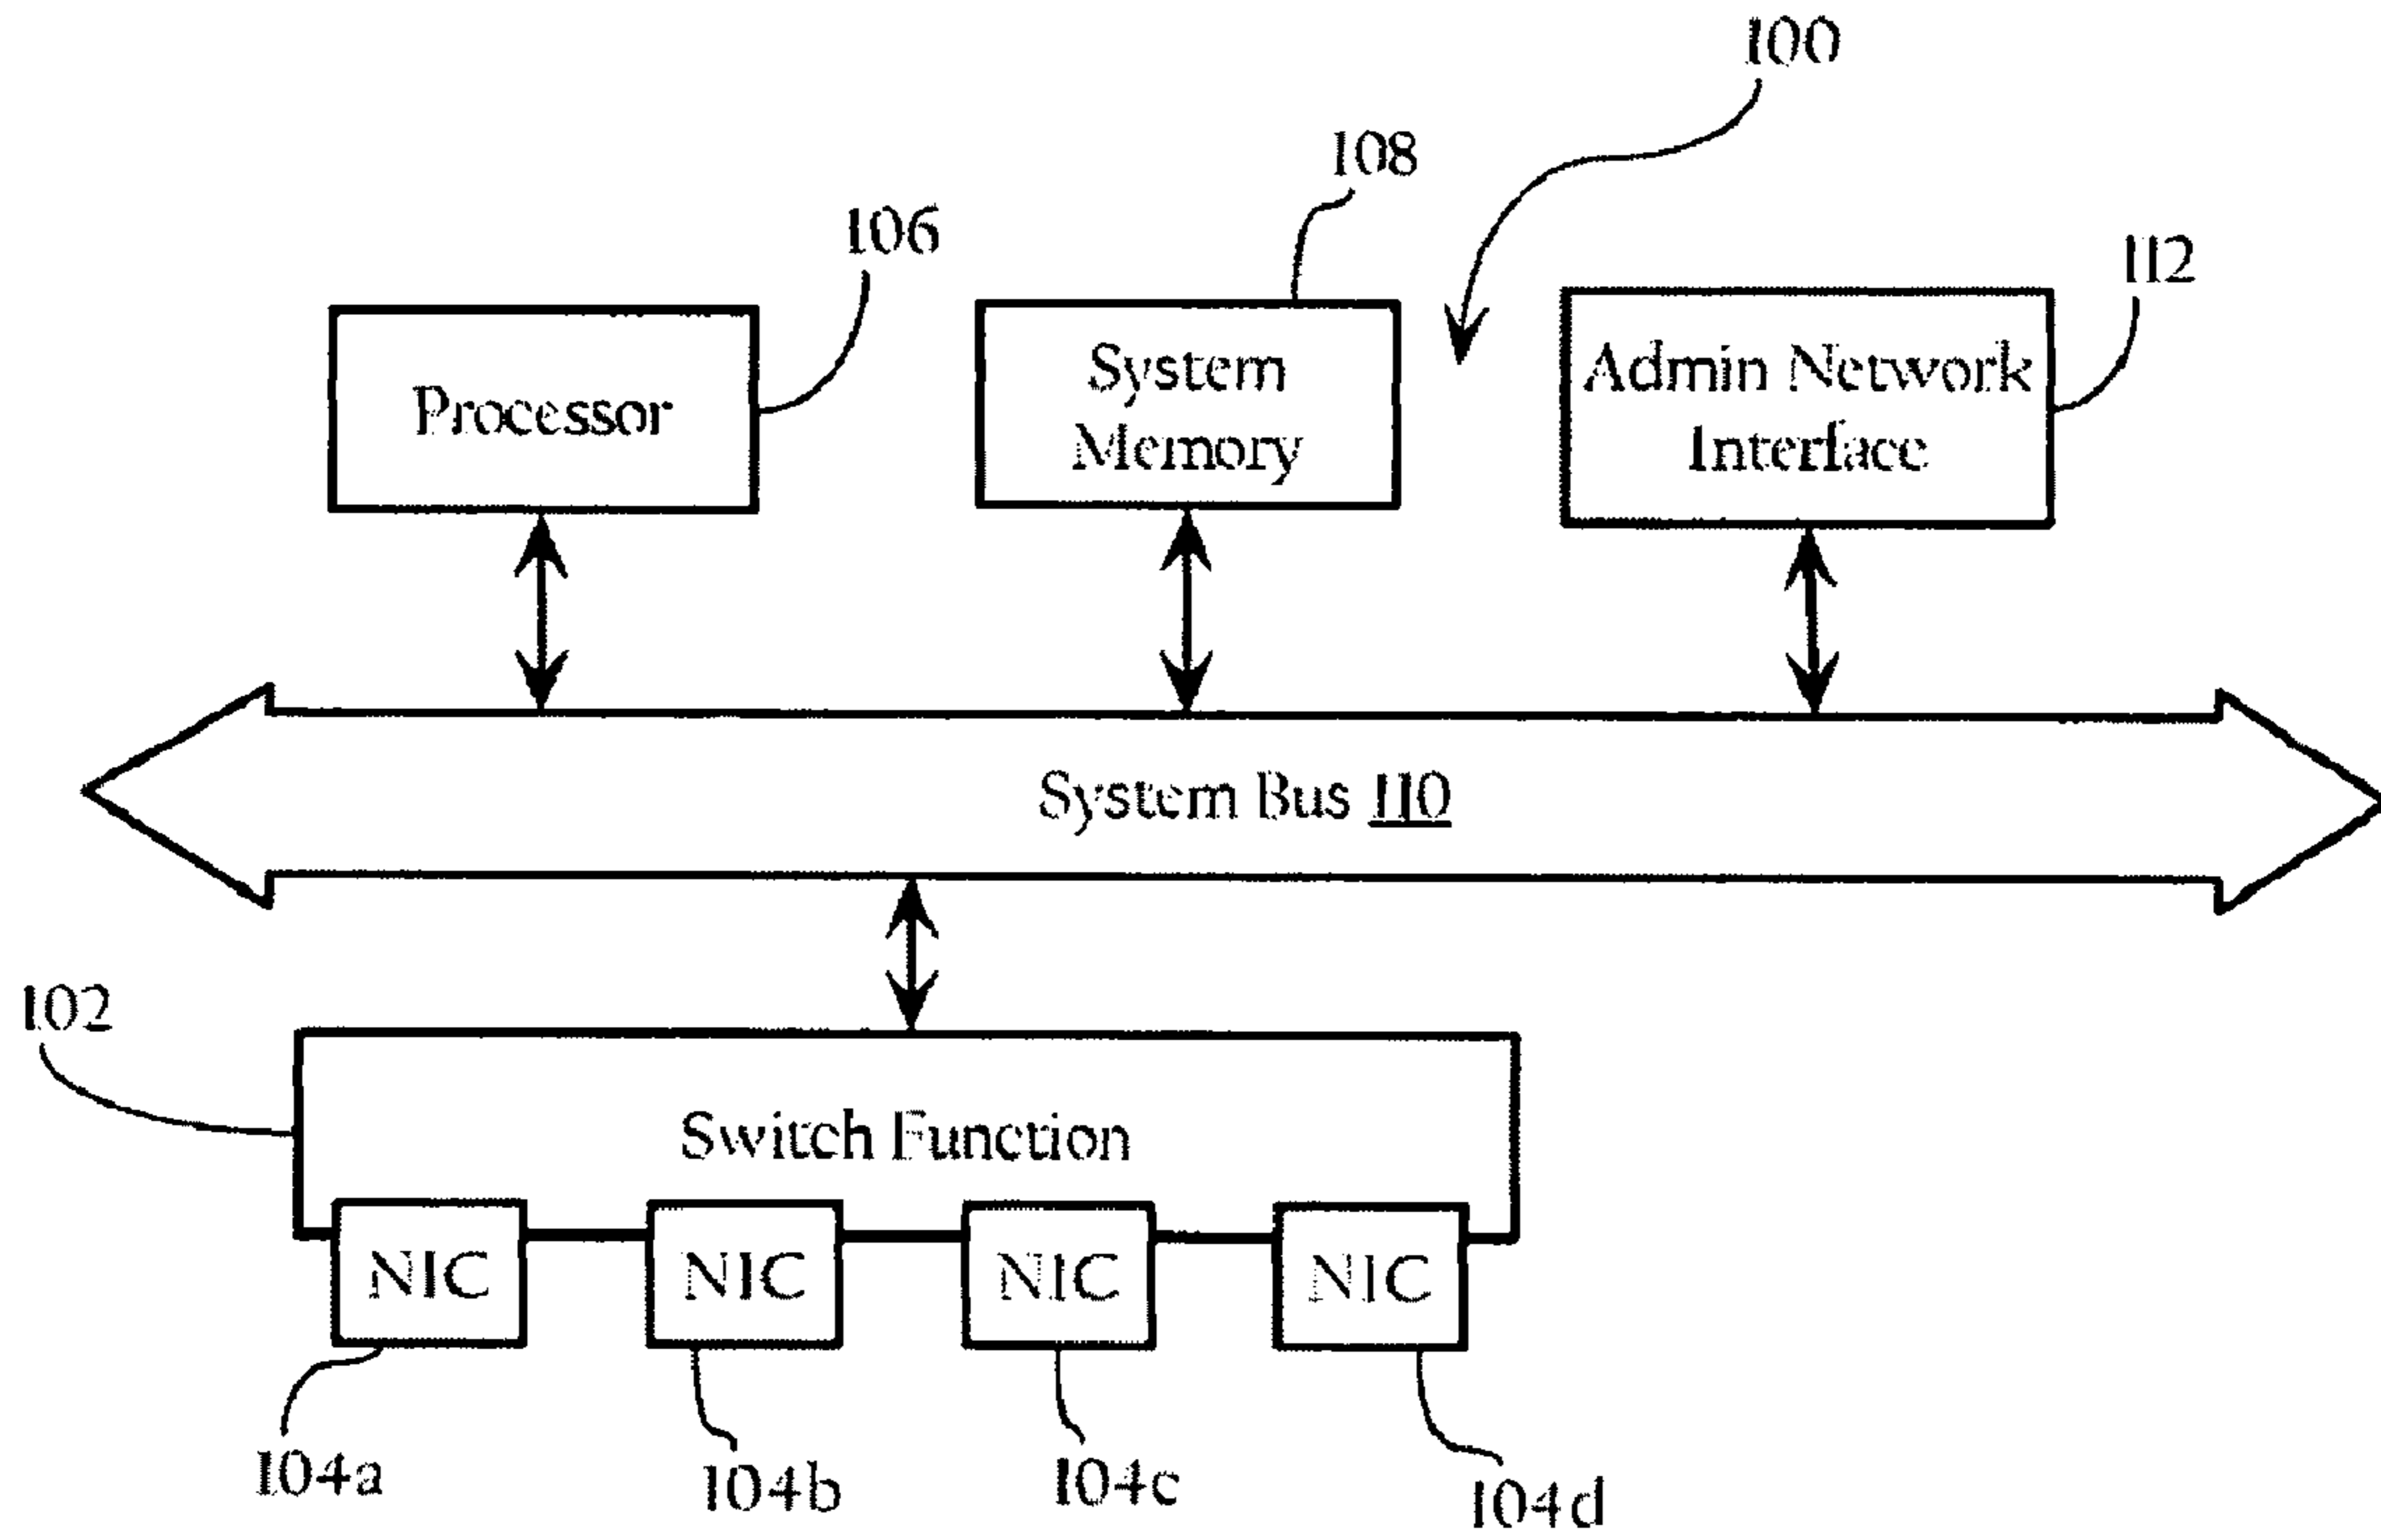 100
108
106
112
Processor
System
Memory
Admin Network
Interface
System Bus 110
102
Switch Function
NIC
NIC
NIC
NIC
104a
104b
104c
104d